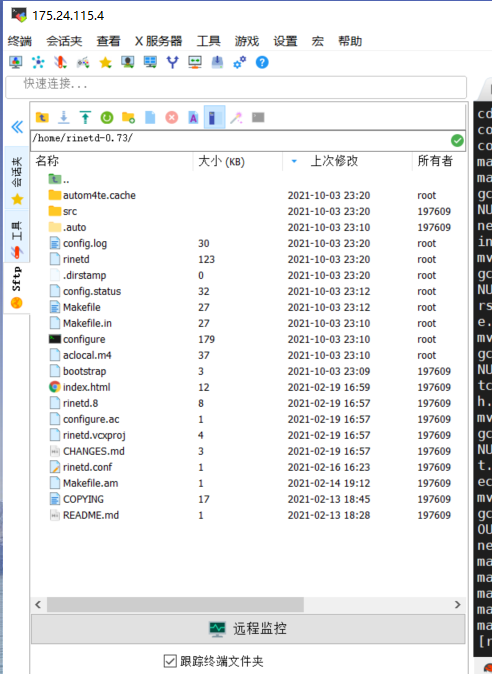 175.24.115.4
终端 会话夹 查看 X 服务器 工具 游戏 设置 宏 帮助
快速连接...
会话夹
工具
Sftp
/home/rinetd-0.73/
名称 大小 (KB) 上次修改 所有者
..
autom4te.cache 2021-10-03 23:20 root
src 2021-10-03 23:20 197609
.auto 2021-10-03 23:10 197609
config.log 30 2021-10-03 23:20 root
rinetd 123 2021-10-03 23:20 root
.dirstamp 0 2021-10-03 23:20 root
config.status 32 2021-10-03 23:12 root
Makefile 27 2021-10-03 23:12 root
Makefile.in 27 2021-10-03 23:10 root
configure 179 2021-10-03 23:10 root
aclocal.m4 37 2021-10-03 23:10 root
bootstrap 3 2021-10-03 23:09 197609
index.html 12 2021-02-19 16:59 197609
rinetd.8 8 2021-02-19 16:57 197609
configure.ac 1 2021-02-19 16:57 197609
rinetd.vcxproj 4 2021-02-19 16:57 197609
CHANGES.md 3 2021-02-19 16:57 197609
rinetd.conf 1 2021-02-16 16:23 197609
Makefile.am 1 2021-02-14 19:12 197609
COPYING 17 2021-02-13 18:45 197609
README.md 1 2021-02-13 18:28 197609
远程监控
跟踪终端文件夹
cd
co
co
ma
ma
gc
NU
ne
in
mv
gc
NU
rs
e.
mv
gc
NU
tc
h.
mv
gc
NU
t.
ec
mv
gc
OU
ne
ma
ma
ma
ma
ma
[r